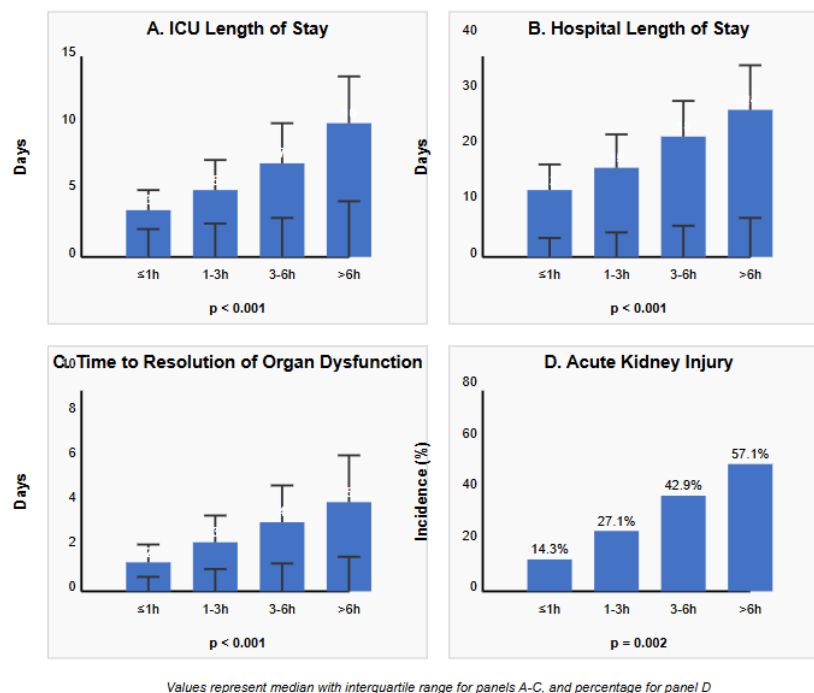 A. ICU Length of Stay
15
10
5
0
Days
≤1h 1-3h 3-6h >6h
p < 0.001
B. Hospital Length of Stay
40
30
20
10
0
Days
≤1h 1-3h 3-6h >6h
p < 0.001
C. Time to Resolution of Organ Dysfunction
10
8
6
4
2
0
Days
≤1h 1-3h 3-6h >6h
p < 0.001
D. Acute Kidney Injury
80
60
40
20
0
Incidence (%)
14.3% 27.1% 42.9% 57.1%
≤1h 1-3h 3-6h >6h
p = 0.002
Values represent median with interquartile range for panels A-C, and percentage for panel D